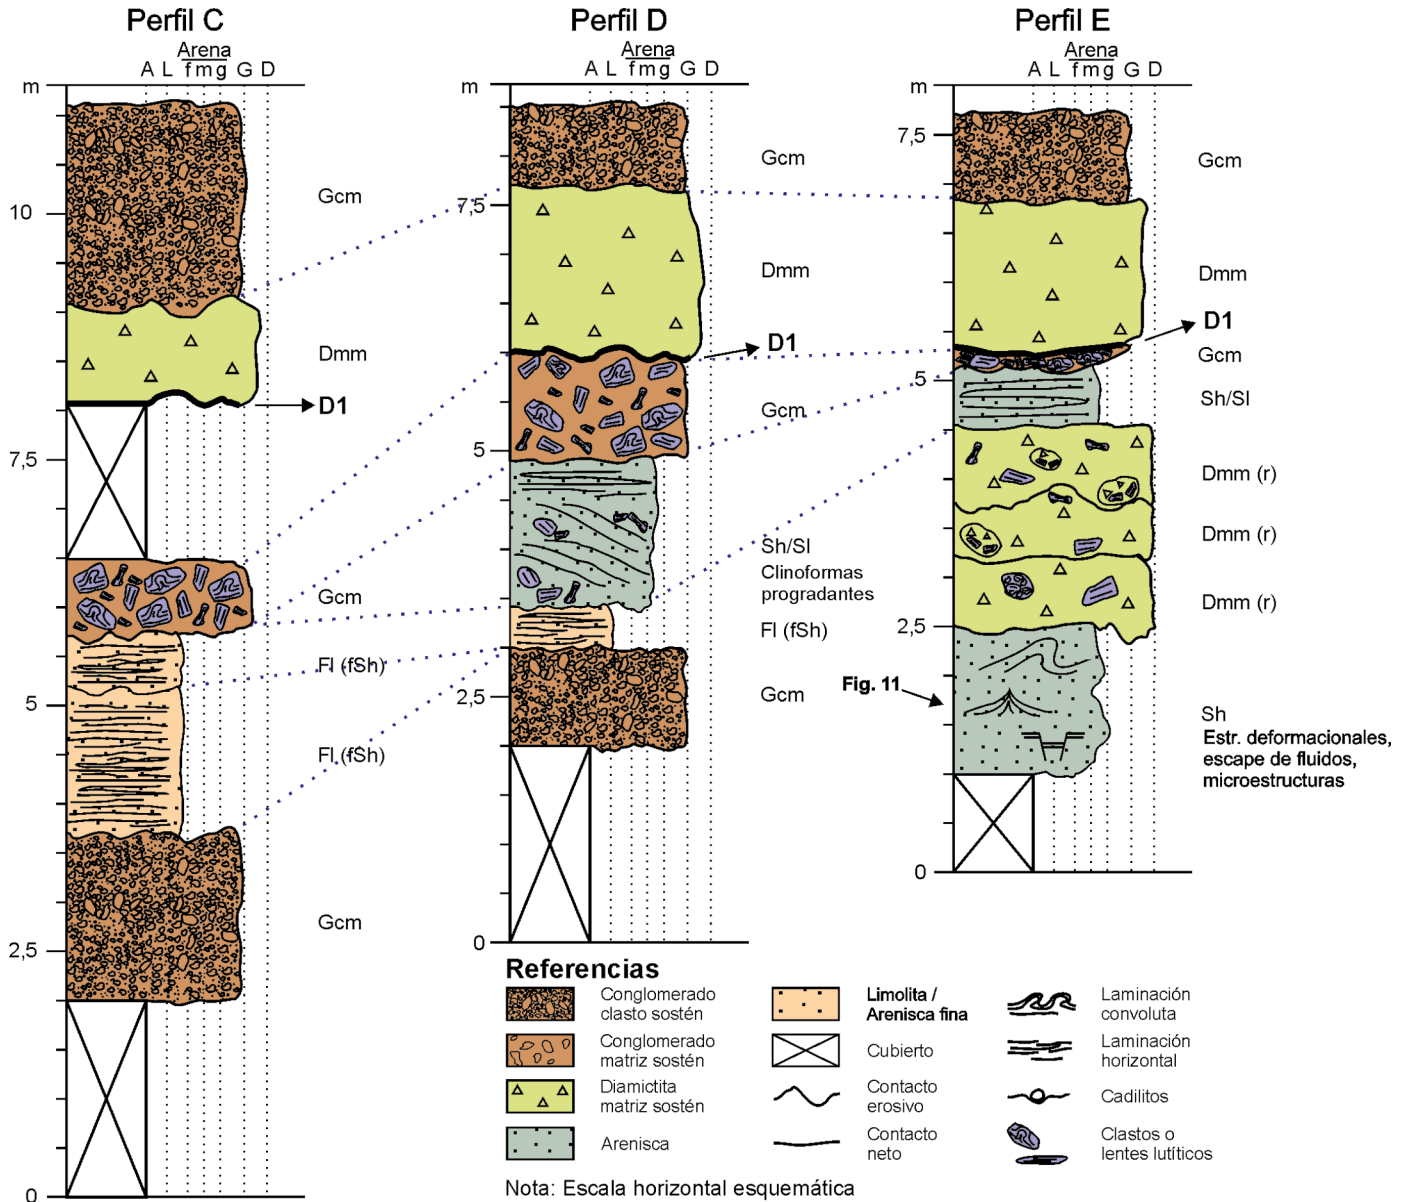 Perfil C
Arena
A L f m g G D
m
10
7,5
5
2,5
0
Gcm
Dmm
D1
Gcm
Fl (fSh)
Fl (fSh)
Gcm
Perfil D
Arena
A L f m g G D
m
7,5
5
2,5
0
Gcm
Dmm
D1
Gcm
Sh/Sl
Clinoformas
progradantes
Fl (fSh)
Gcm
Perfil E
Arena
A L f m g G D
m
7,5
5
2,5
0
Gcm
Dmm
D1
Gcm
Sh/Sl
Dmm (r)
Dmm (r)
Dmm (r)
Fig. 11
Sh
Estr. deformacionales,
escape de fluidos,
microestructuras
Referencias
Conglomerado
clasto sostén
Conglomerado
matriz sostén
Diamictita
matriz sostén
Arenisca
Limolita /
Arenisca fina
Cubierto
Contacto
erosivo
Contacto
neto
Laminación
convoluta
Laminación
horizontal
Cadilitos
Clastos o
lentes lutíticos
Nota: Escala horizontal esquemática